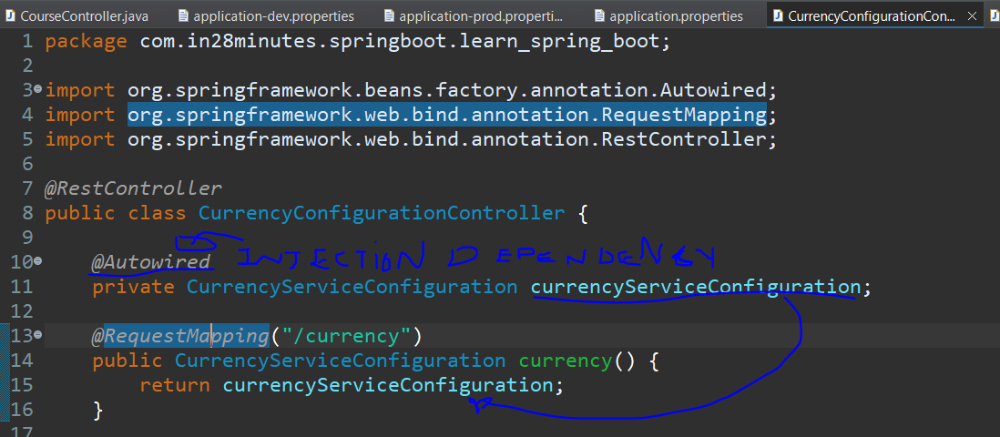 CourseController.java application-dev.properties application-prod.properti... application.properties CurrencyConfigurationCon...
1 package com.in28minutes.springboot.learn_spring_boot;
2
3 import org.springframework.beans.factory.annotation.Autowired;
4 import org.springframework.web.bind.annotation.RequestMapping;
5 import org.springframework.web.bind.annotation.RestController;
6
7 @RestController
8 public class CurrencyConfigurationController {
9
10 @Autowired INJECTION DEPENDENCY
11 private CurrencyServiceConfiguration currencyServiceConfiguration;
12
13 @RequestMapping("/currency")
14 public CurrencyServiceConfiguration currency() {
15 return currencyServiceConfiguration;
16 }
17